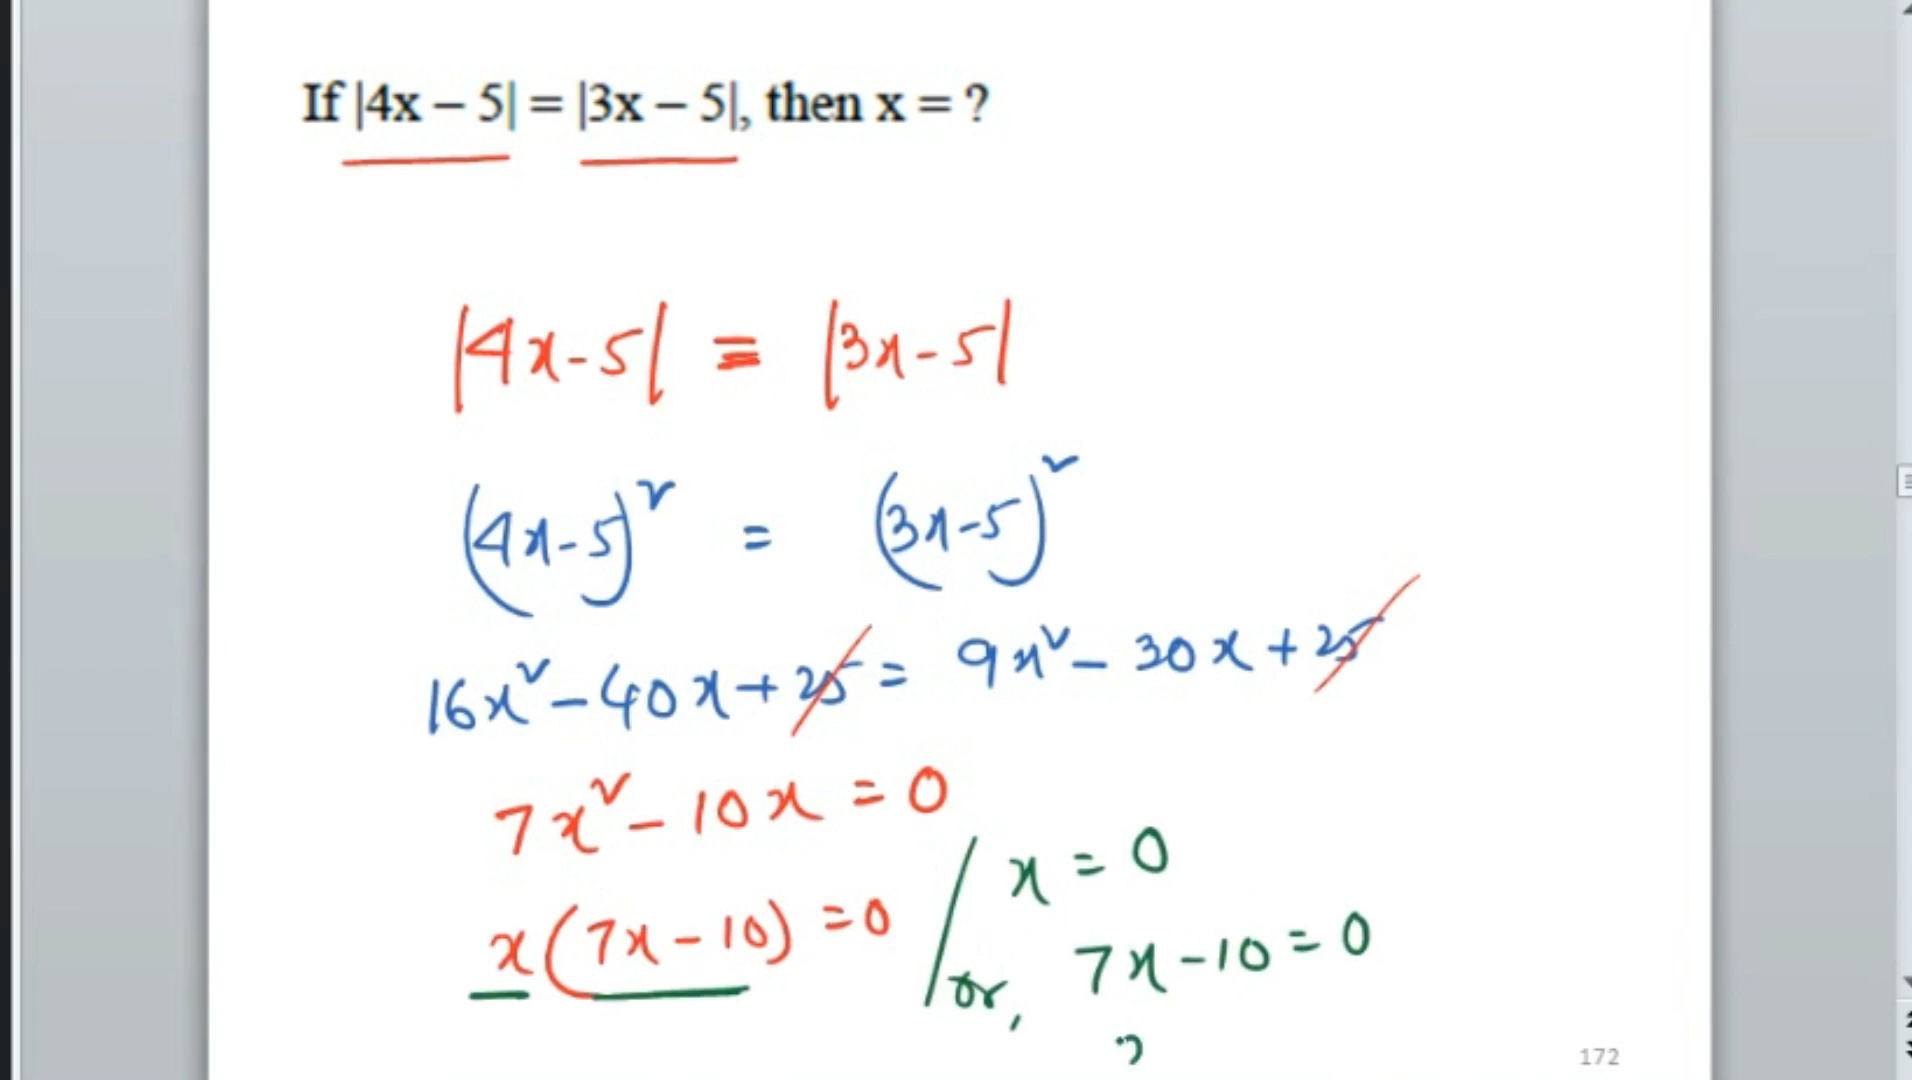 If |4x – 5| = |3x – 5|, then x = ?
|4x-5| = |3x-5|
(4x-5)² = (3x-5)²
16x² - 40x + 25 = 9x² - 30x + 25
7x² - 10x = 0
x(7x-10) = 0
x = 0
or, 7x-10 = 0
172